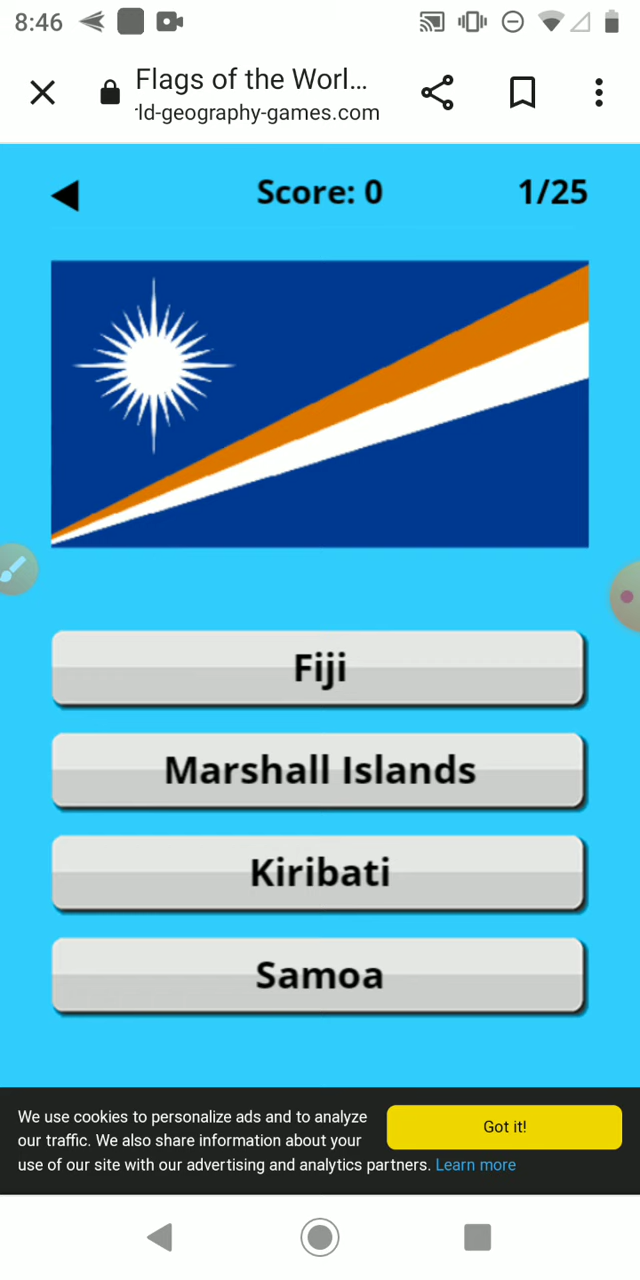 8:46
Flags of the Worl...
ld-geography-games.com
Score: 0
1/25
Fiji
Marshall Islands
Kiribati
Samoa
We use cookies to personalize ads and to analyze
our traffic. We also share information about your
use of our site with our advertising and analytics partners. Learn more
Got it!